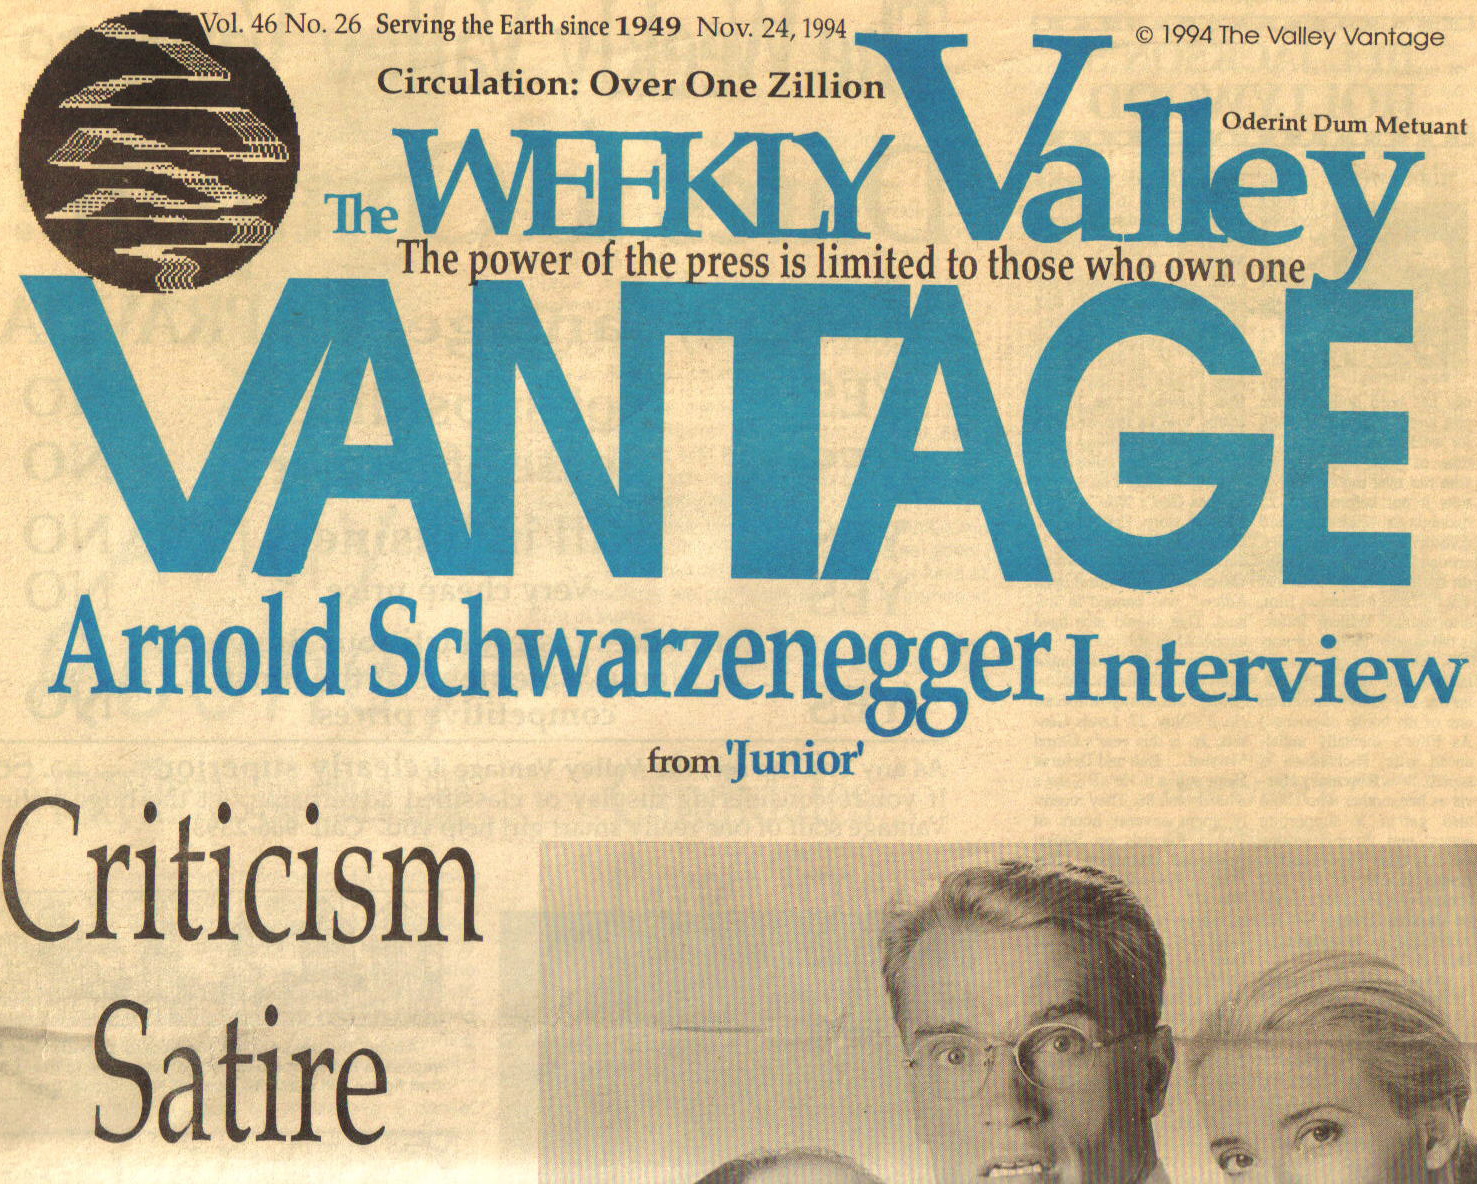 Vol. 46 No. 26 Serving the Earth since 1949 Nov. 24, 1994
© 1994 The Valley Vantage
Circulation: Over One Zillion
Oderint Dum Metuant
The WEEKLY Valley
The power of the press is limited to those who own one
VANTAGE
Arnold Schwarzenegger Interview
from 'Junior'
Criticism
Satire